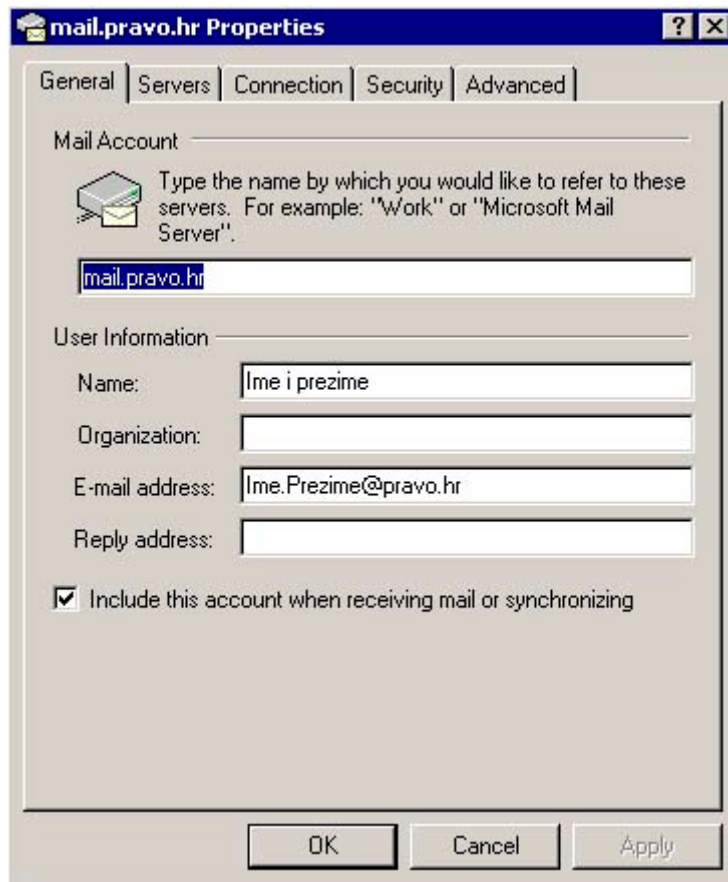 mail.pravo.hr Properties
General Servers Connection Security Advanced
Mail Account
Type the name by which you would like to refer to these
servers. For example: "Work" or "Microsoft Mail
Server".
mail.pravo.hr
User Information
Name: Ime i prezime
Organization:
E-mail address: Ime.Prezime@pravo.hr
Reply address:
Include this account when receiving mail or synchronizing
OK Cancel Apply